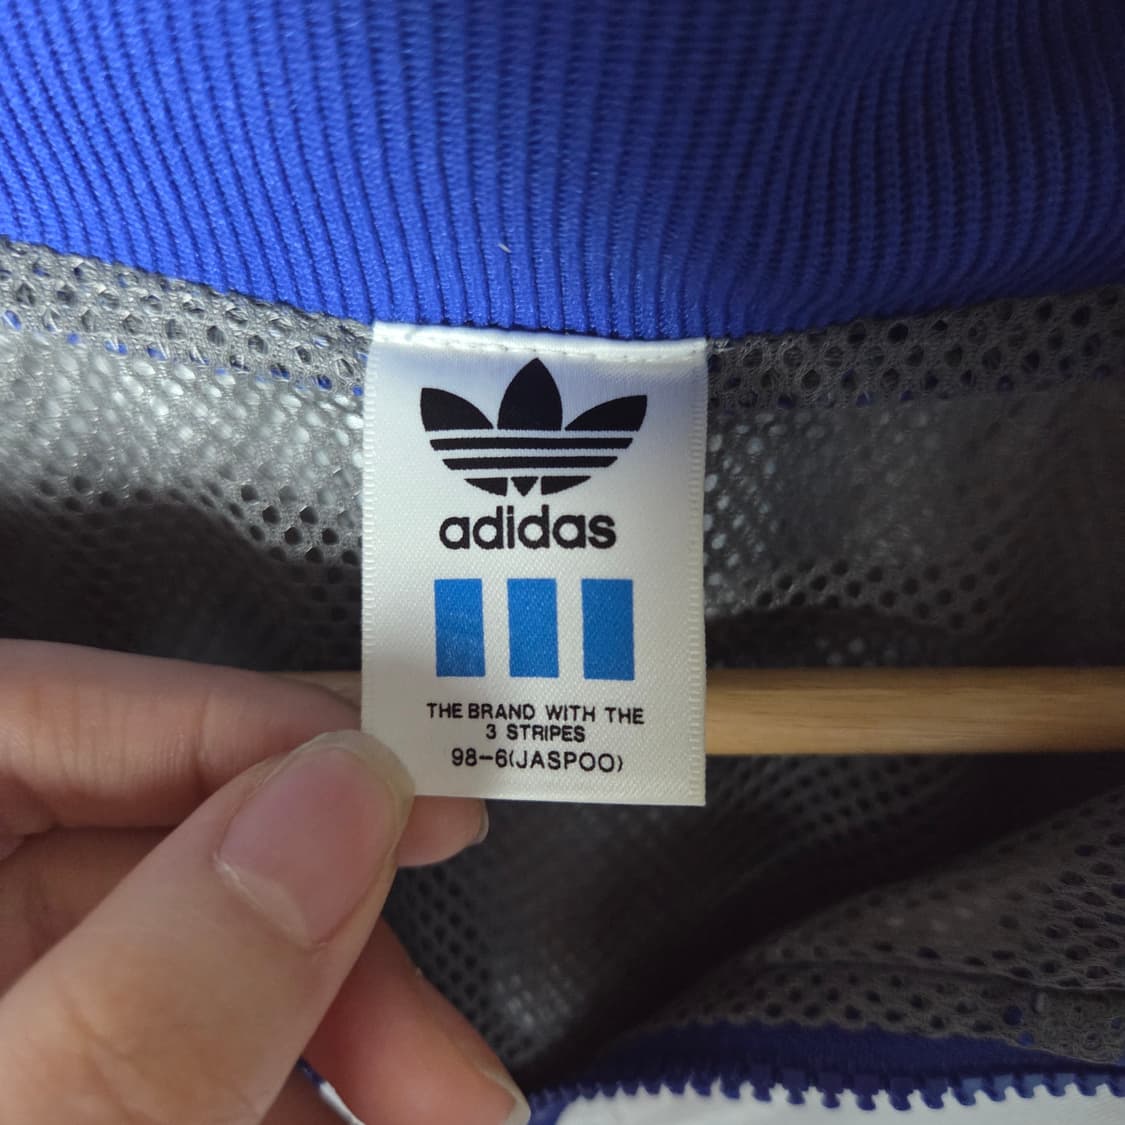 adidas
THE BRAND WITH THE
3 STRIPES
98-6(JASPOO)